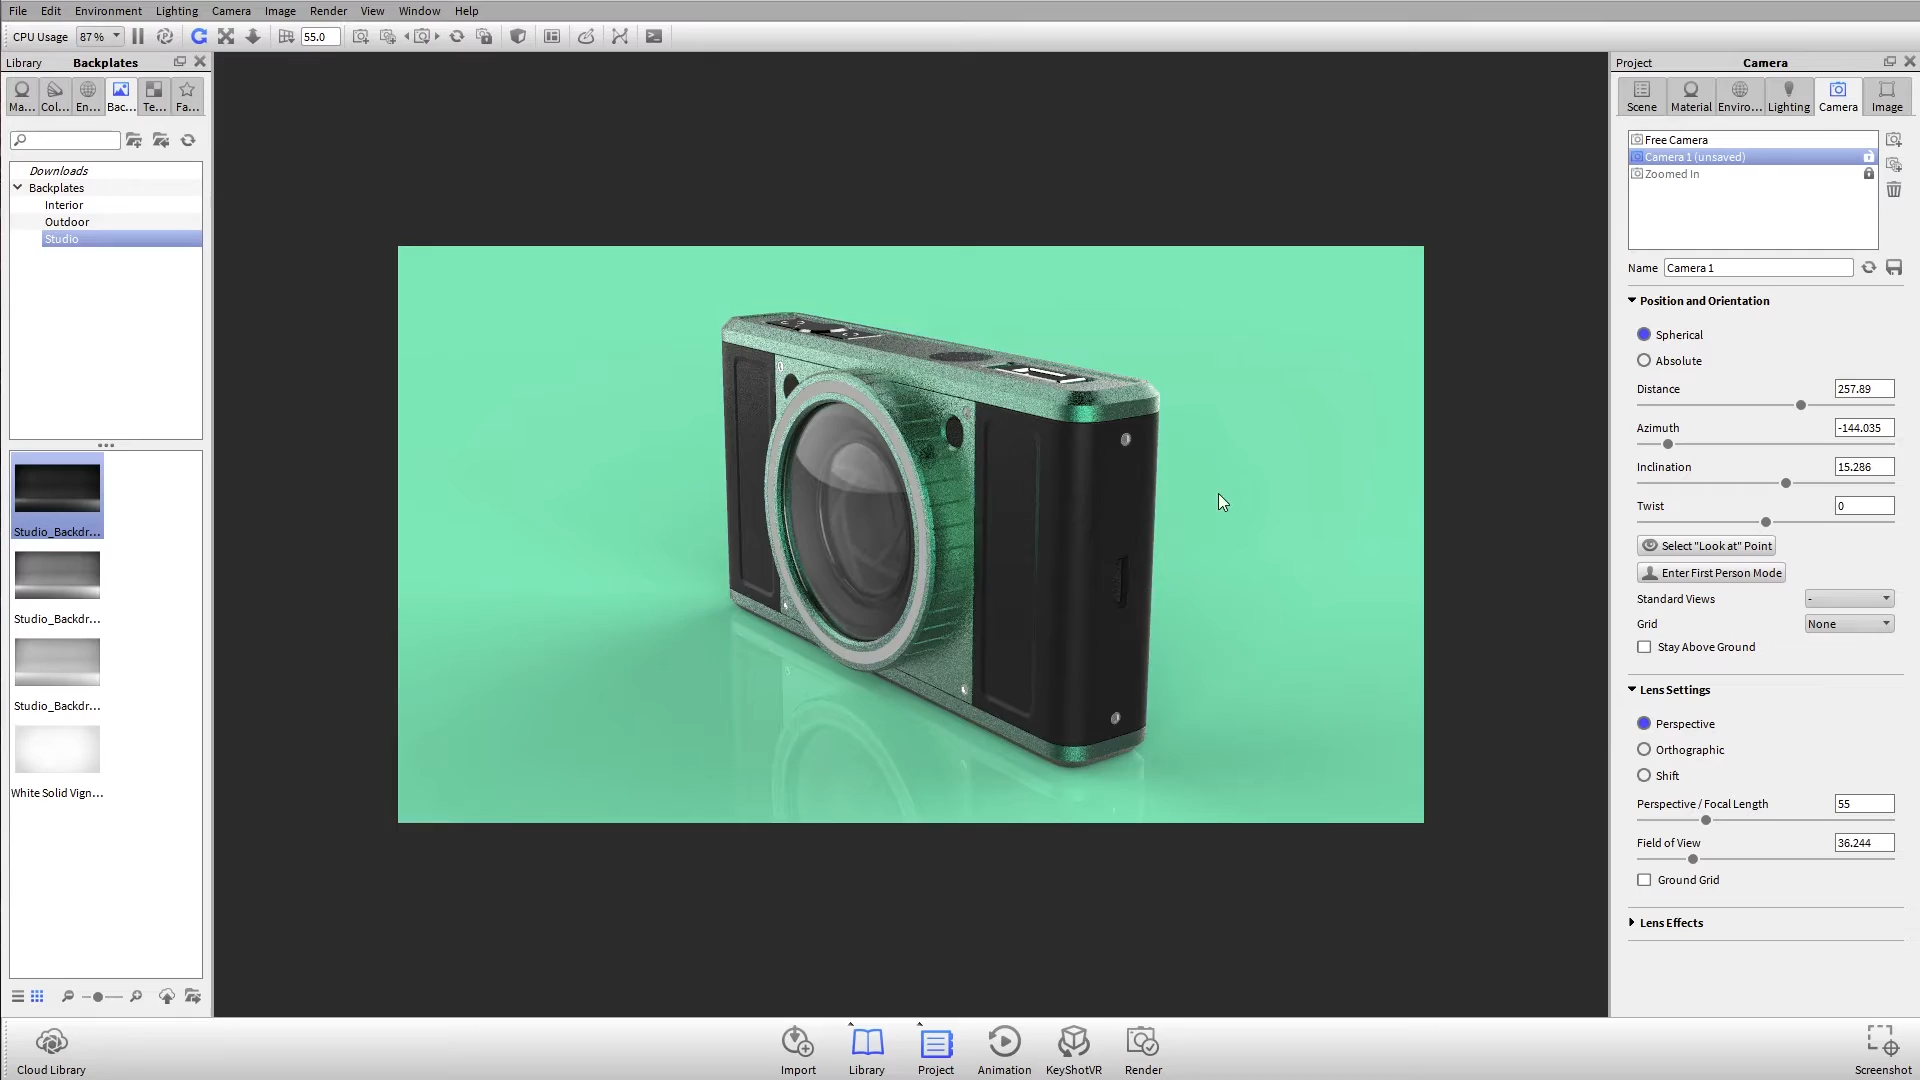 File Edit Environment Lighting Camera Image Render View Window Help
CPU Usage 87 % 55.0
Library Backplates
Ma... Col... En... Bac... Te... Fa...
Downloads
Backplates
Interior
Outdoor
Studio
Studio_Backdr...
Studio_Backdr...
Studio_Backdr...
White Solid Vign...
Project Camera
Scene Material Enviro... Lighting Camera Image
Free Camera
Camera 1 (unsaved)
Zoomed In
Name Camera 1
Position and Orientation
Spherical
Absolute
Distance 257.89
Azimuth -144.035
Inclination 15.286
Twist 0
Select "Look at" Point
Enter First Person Mode
Standard Views -
Grid None
Stay Above Ground
Lens Settings
Perspective
Orthographic
Shift
Perspective / Focal Length 55
Field of View 36.244
Ground Grid
Lens Effects
Cloud Library Import Library Project Animation KeyShotVR Render Screenshot